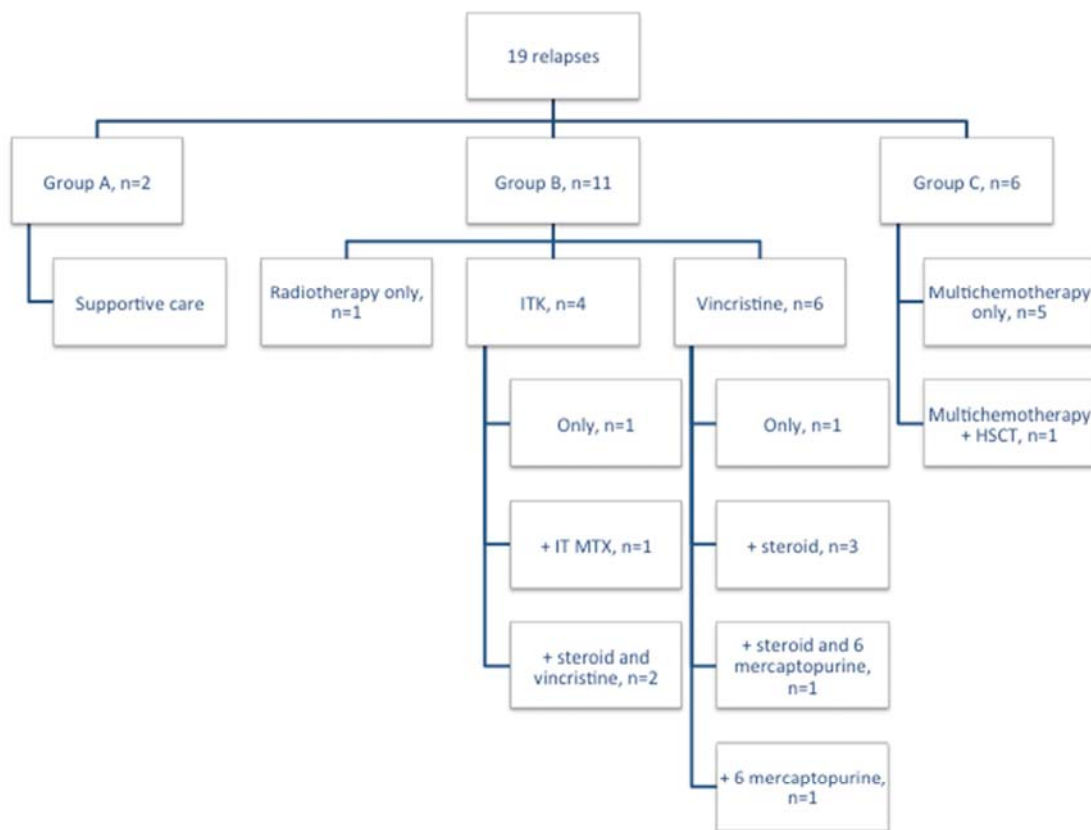 19 relapses
Group A, n=2
Group B, n=11
Group C, n=6
Supportive care
Radiotherapy only,
n=1
ITK, n=4
Vincristine, n=6
Multichemotherapy
only, n=5
Only, n=1
Only, n=1
Multichemotherapy
+ HSCT, n=1
+ IT MTX, n=1
+ steroid, n=3
+ steroid and
vincristine, n=2
+ steroid and 6
mercaptopurine,
n=1
+ 6 mercaptopurine,
n=1